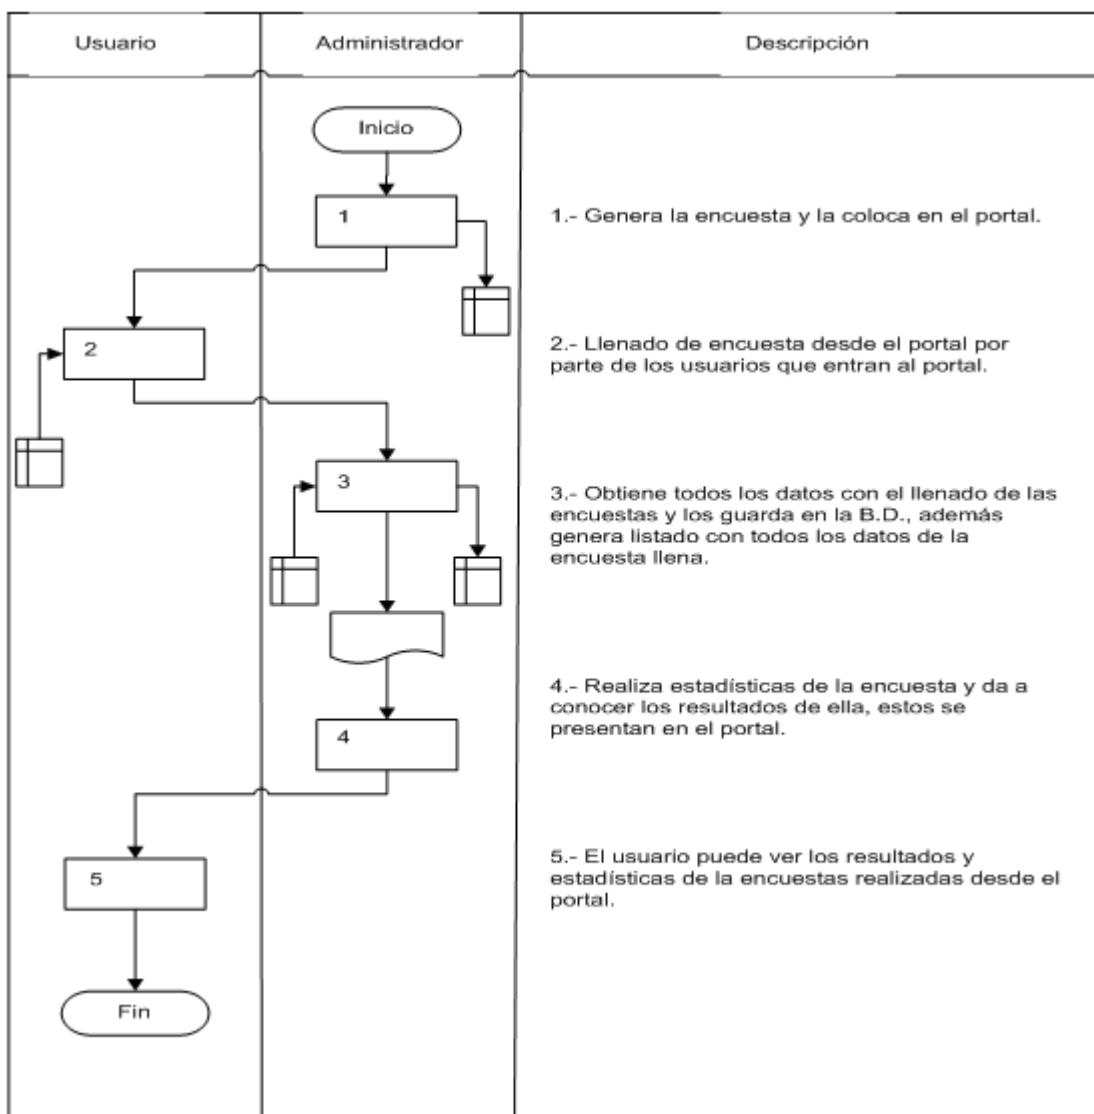 Usuario
Administrador
Descripción
Inicio
1
1.- Genera la encuesta y la coloca en el portal.
2
2.- Llenado de encuesta desde el portal por
parte de los usuarios que entran al portal.
3
3.- Obtiene todos los datos con el llenado de las
encuestas y los guarda en la B.D., además
genera listado con todos los datos de la
encuesta llena.
4
4.- Realiza estadísticas de la encuesta y da a
conocer los resultados de ella, estos se
presentan en el portal.
5
5.- El usuario puede ver los resultados y
estadísticas de la encuestas realizadas desde el
portal.
Fin